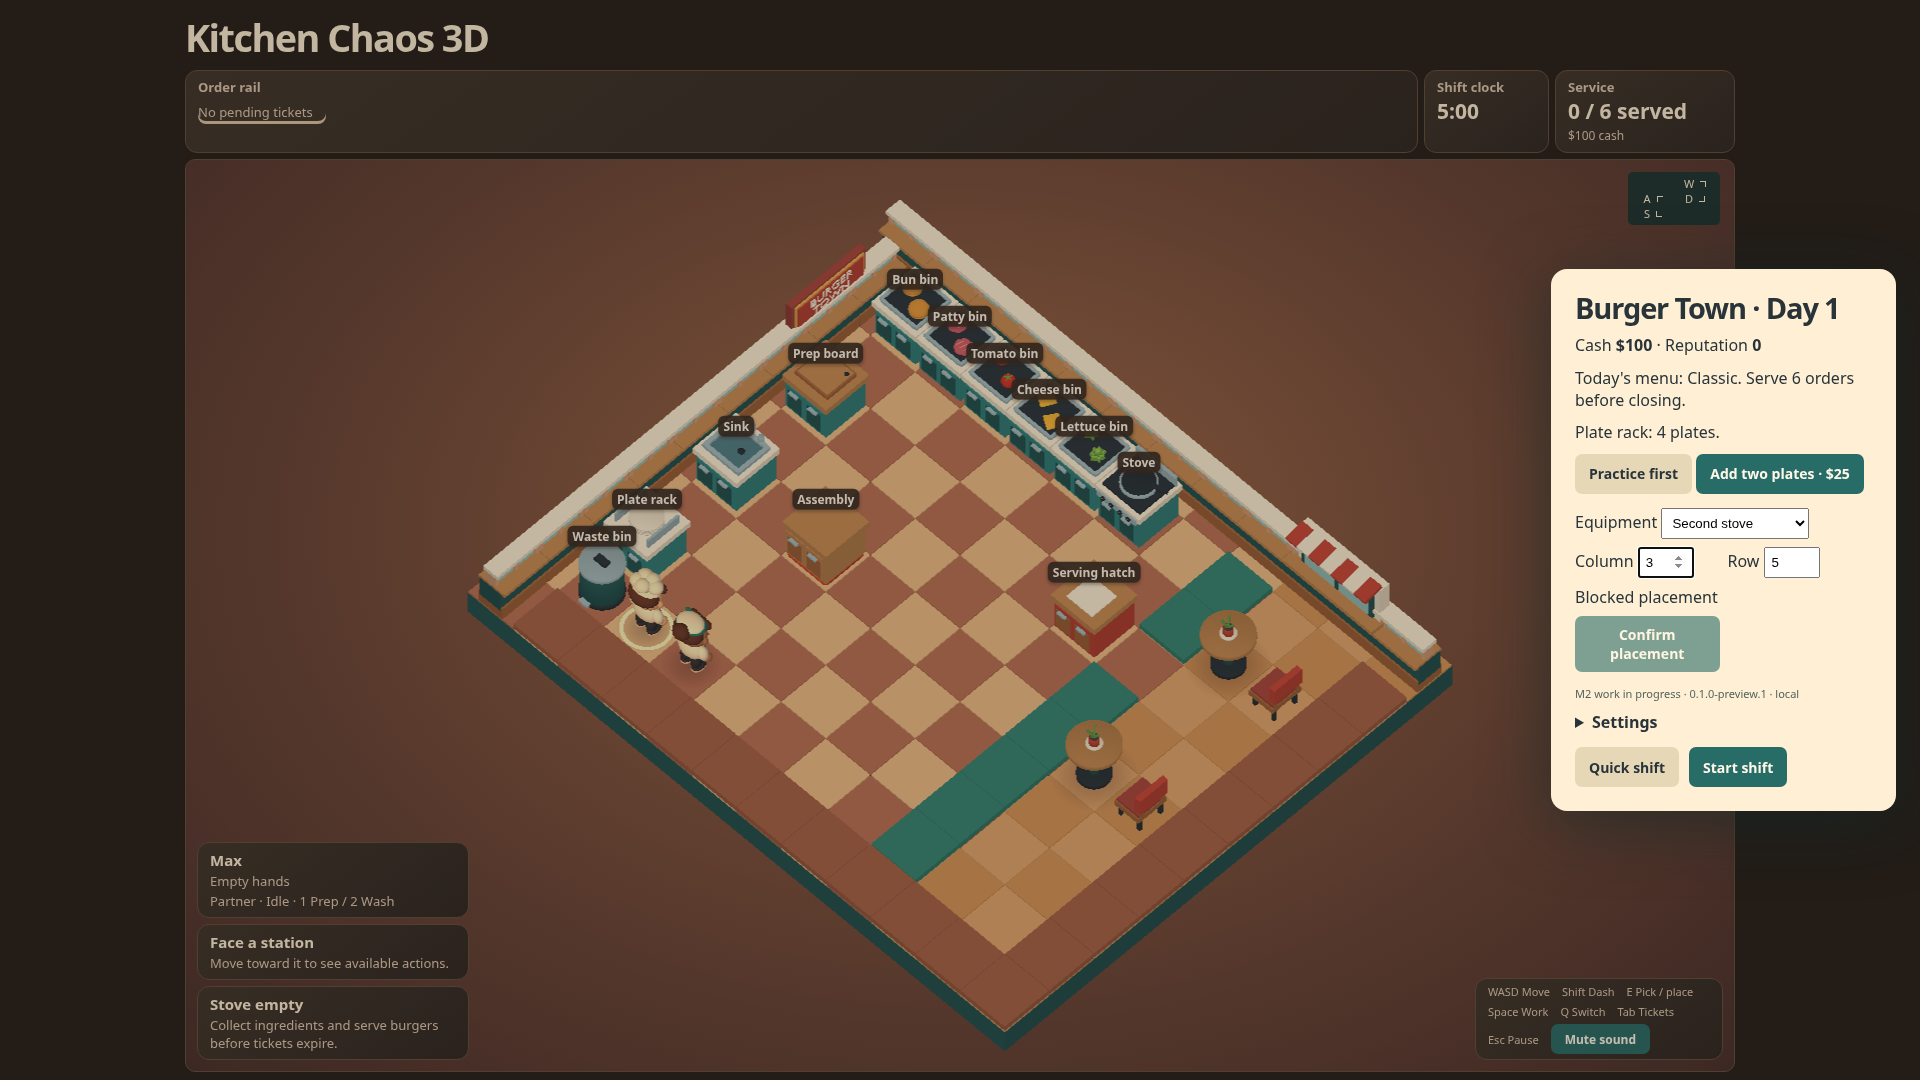 Kitchen Chaos 3D
Order rail
No pending tickets
Shift clock
5:00
Service
0 / 6 served
$100 cash
W
A D
S
BURGER
TOWN
Bun bin
Patty bin
Prep board
Tomato bin
Cheese bin
Sink
Lettuce bin
Stove
Plate rack
Assembly
Waste bin
Serving hatch
Burger Town · Day 1
Cash $100 · Reputation 0
Today's menu: Classic. Serve 6 orders
before closing.
Plate rack: 4 plates.
Practice first
Add two plates · $25
Equipment Second stove
Column 3 Row 5
Blocked placement
Confirm
placement
M2 work in progress · 0.1.0-preview.1 · local
Settings
Quick shift
Start shift
Max
Empty hands
Partner · Idle · 1 Prep / 2 Wash
Face a station
Move toward it to see available actions.
Stove empty
Collect ingredients and serve burgers
before tickets expire.
WASD Move Shift Dash E Pick / place
Space Work Q Switch Tab Tickets
Esc Pause Mute sound